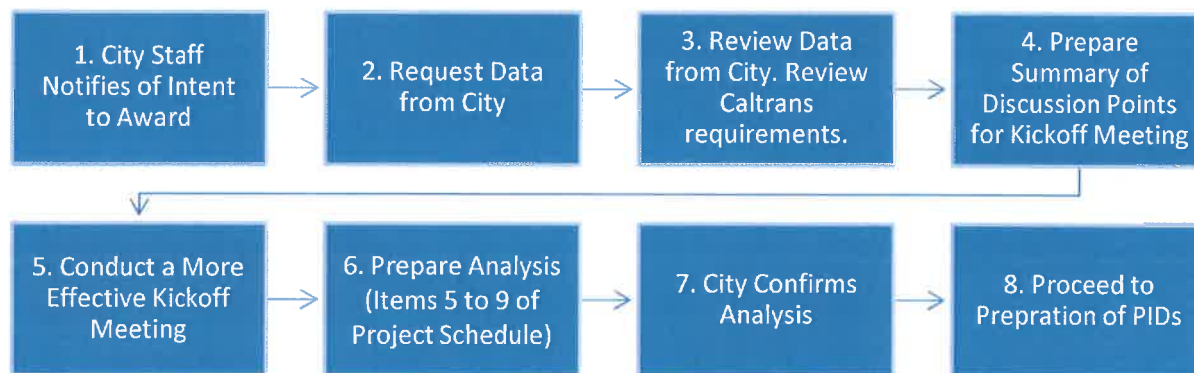 1. City Staff
Notifies of Intent
to Award
2. Request Data
from City
3. Review Data
from City. Review
Caltrans
requirements.
4. Prepare
Summary of
Discussion Points
for Kickoff Meeting
5. Conduct a More
Effective Kickoff
Meeting
6. Prepare Analysis
(Items 5 to 9 of
Project Schedule)
7. City Confirms
Analysis
8. Proceed to
Prepration of PIDs